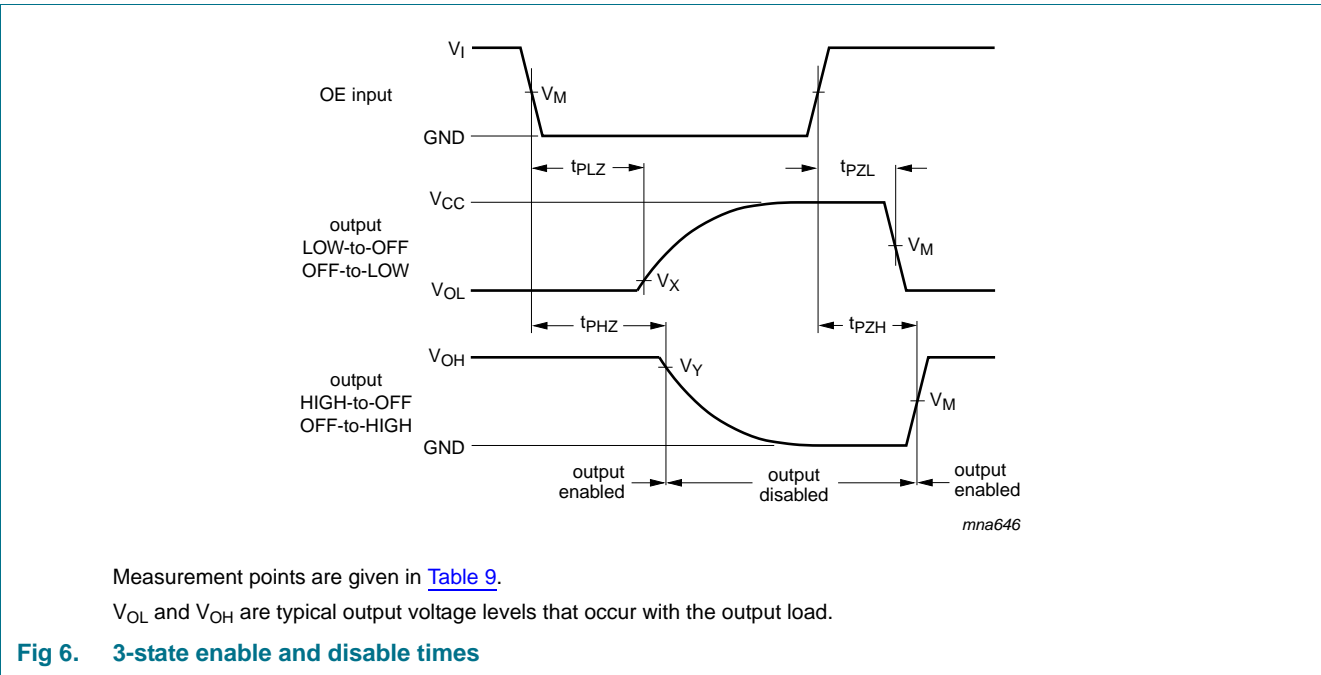 VI
OE input
VM
GND
tPLZ
tPZL
VCC
output
LOW-to-OFF
OFF-to-LOW
VM
VX
VOL
tPHZ
tPZH
VOH
VY
output
HIGH-to-OFF
OFF-to-HIGH
VM
GND
output
enabled
output
disabled
output
enabled
mna646
Measurement points are given in Table 9.
VOL and VOH are typical output voltage levels that occur with the output load.
Fig 6. 3-state enable and disable times